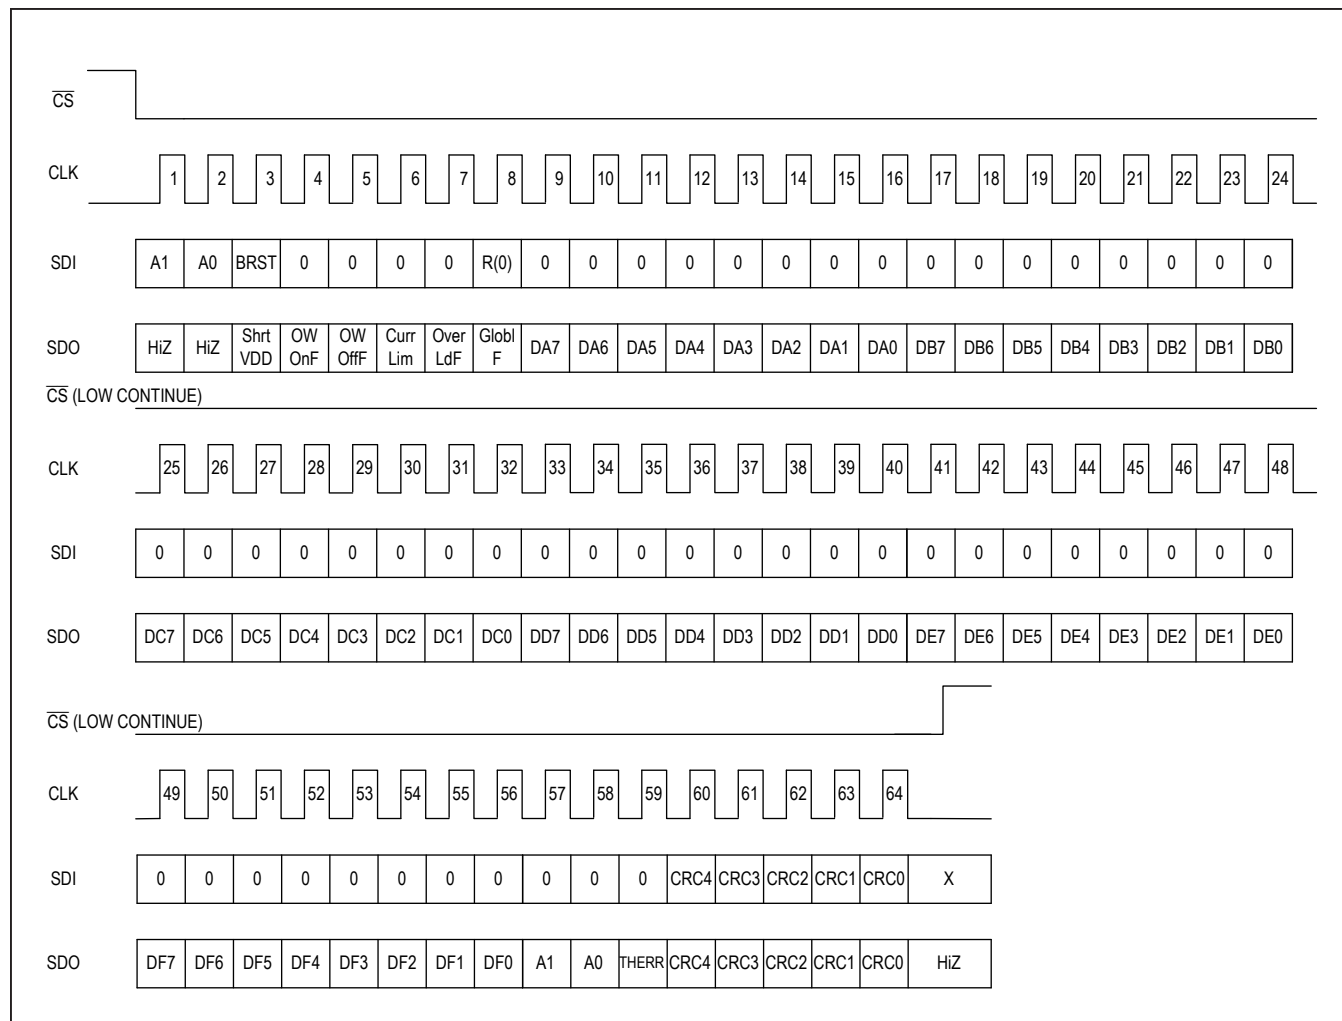 CS
CLK 1 2 3 4 5 6 7 8 9 10 11 12 13 14 15 16 17 18 19 20 21 22 23 24
SDI A1 A0 BRST 0 0 0 0 R(0) 0 0 0 0 0 0 0 0 0 0 0 0 0 0 0 0
SDO HiZ HiZ Shrt VDD OW OnF OW OffF Curr Lim Over LdF Globl F DA7 DA6 DA5 DA4 DA3 DA2 DA1 DA0 DB7 DB6 DB5 DB4 DB3 DB2 DB1 DB0
CS (LOW CONTINUE)
CLK 25 26 27 28 29 30 31 32 33 34 35 36 37 38 39 40 41 42 43 44 45 46 47 48
SDI 0 0 0 0 0 0 0 0 0 0 0 0 0 0 0 0 0 0 0 0 0 0 0 0
SDO DC7 DC6 DC5 DC4 DC3 DC2 DC1 DC0 DD7 DD6 DD5 DD4 DD3 DD2 DD1 DD0 DE7 DE6 DE5 DE4 DE3 DE2 DE1 DE0
CS (LOW CONTINUE)
CLK 49 50 51 52 53 54 55 56 57 58 59 60 61 62 63 64
SDI 0 0 0 0 0 0 0 0 0 0 0 CRC4 CRC3 CRC2 CRC1 CRC0 X
SDO DF7 DF6 DF5 DF4 DF3 DF2 DF1 DF0 A1 A0 THERR CRC4 CRC3 CRC2 CRC1 CRC0 HiZ